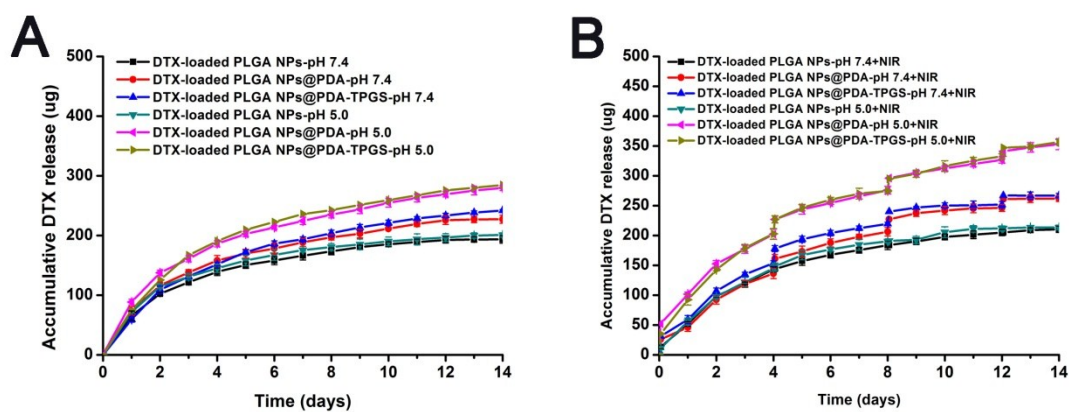 A
Accumulative DTX release (ug)
500
400
300
200
100
0
DTX-loaded PLGA NPs-pH 7.4
DTX-loaded PLGA NPs@PDA-pH 7.4
DTX-loaded PLGA NPs@PDA-TPGS-pH 7.4
DTX-loaded PLGA NPs-pH 5.0
DTX-loaded PLGA NPs@PDA-pH 5.0
DTX-loaded PLGA NPs@PDA-TPGS-pH 5.0
0 2 4 6 8 10 12 14
Time (days)
B
Accumulative DTX release (ug)
500
450
400
350
300
250
200
150
100
50
0
DTX-loaded PLGA NPs-pH 7.4+NIR
DTX-loaded PLGA NPs@PDA-pH 7.4+NIR
DTX-loaded PLGA NPs@PDA-TPGS-pH 7.4+NIR
DTX-loaded PLGA NPs-pH 5.0+NIR
DTX-loaded PLGA NPs@PDA-pH 5.0+NIR
DTX-loaded PLGA NPs@PDA-TPGS-pH 5.0+NIR
0 2 4 6 8 10 12 14
Time (days)